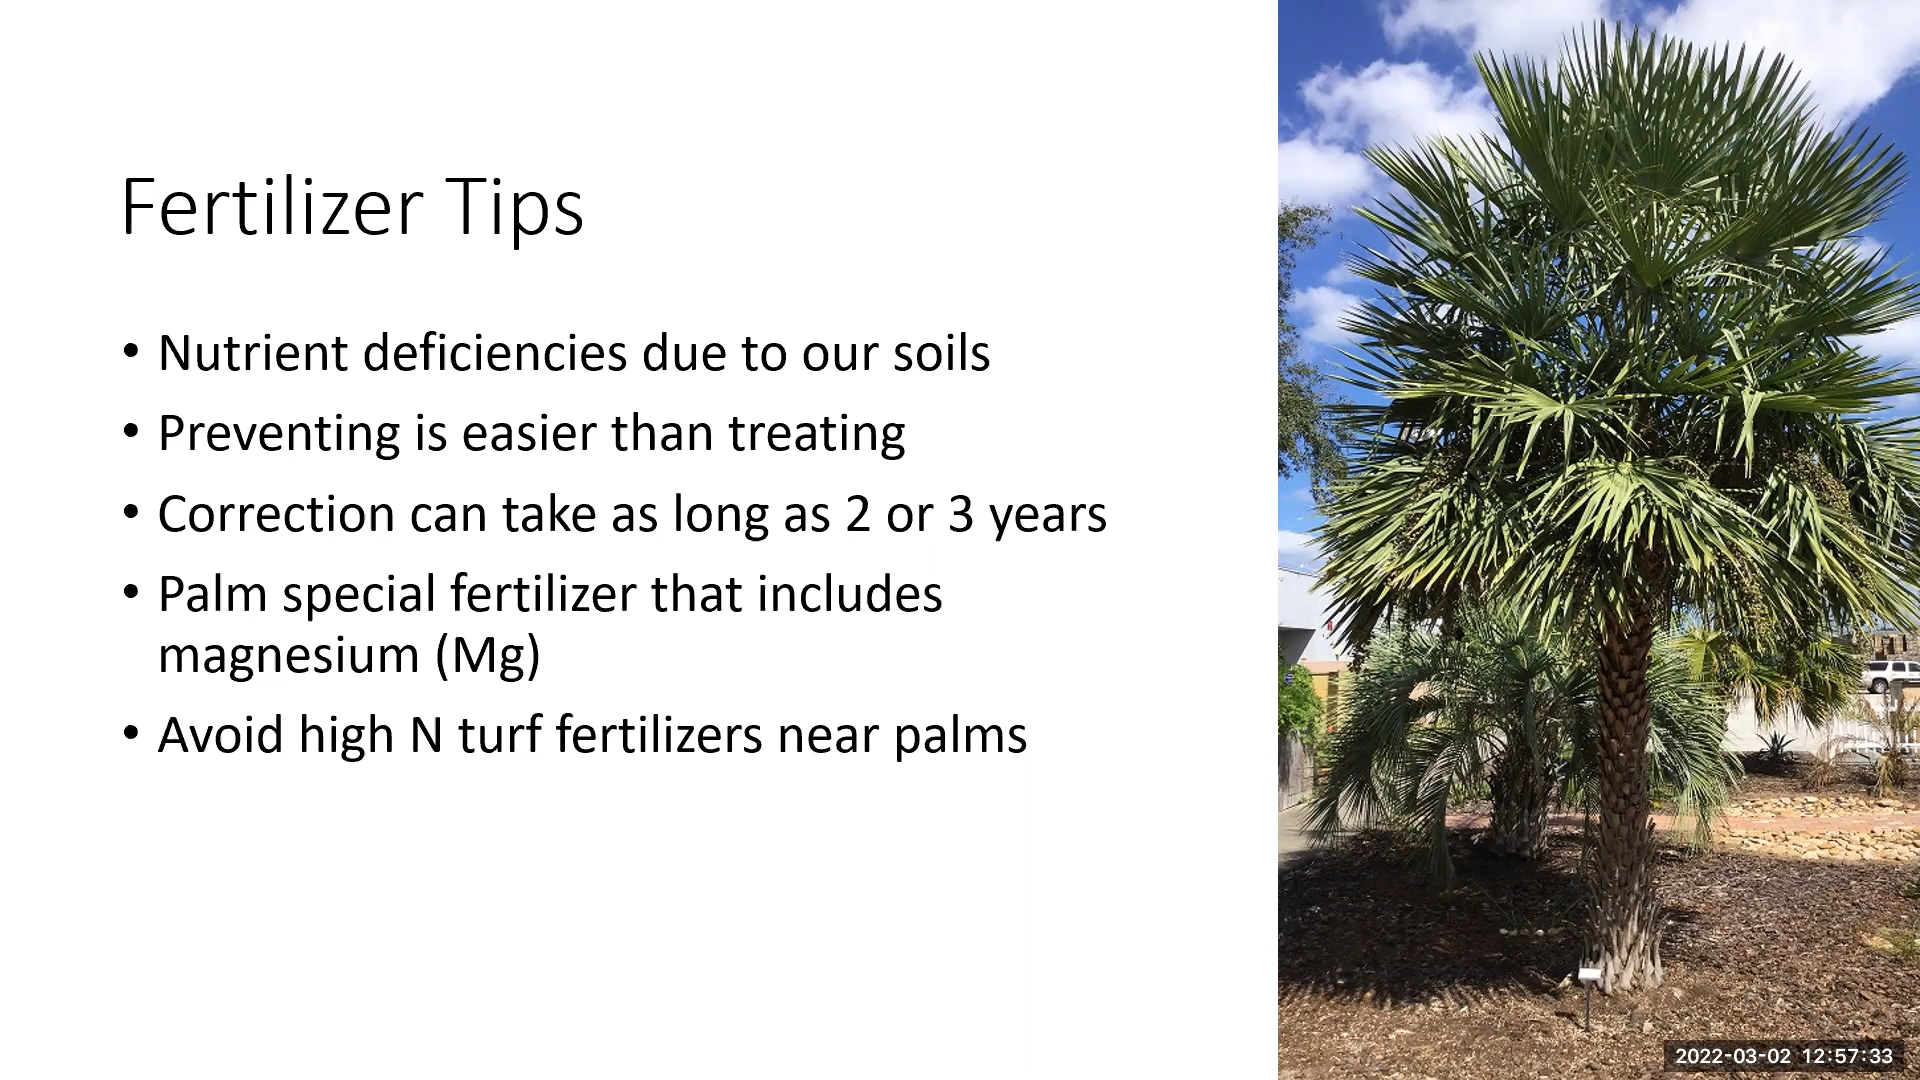 Fertilizer Tips
• Nutrient deficiencies due to our soils
• Preventing is easier than treating
• Correction can take as long as 2 or 3 years
• Palm special fertilizer that includes
magnesium (Mg)
• Avoid high N turf fertilizers near palms
2022-03-02 12:57:33